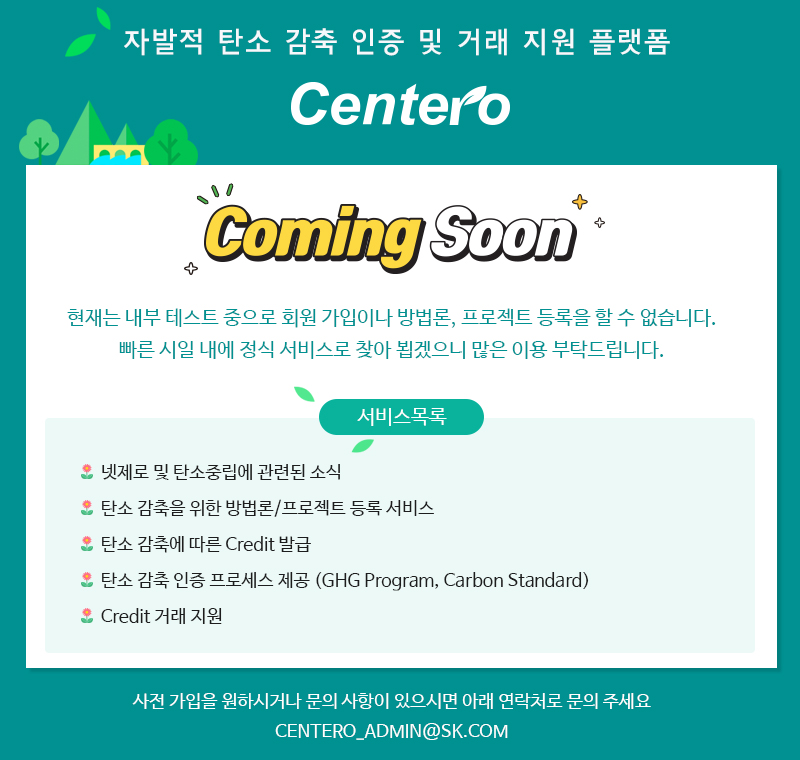 자발적 탄소 감축 인증 및 거래 지원 플랫폼
Centero
Coming Soon
현재는 내부 테스트 중으로 회원 가입이나 방법론, 프로젝트 등록을 할 수 없습니다.
빠른 시일 내에 정식 서비스로 찾아 뵙겠으니 많은 이용 부탁드립니다.
서비스목록
넷제로 및 탄소중립에 관련된 소식
탄소 감축을 위한 방법론/프로젝트 등록 서비스
탄소 감축에 따른 Credit 발급
탄소 감축 인증 프로세스 제공 (GHG Program, Carbon Standard)
Credit 거래 지원
사전 가입을 원하시거나 문의 사항이 있으시면 아래 연락처로 문의 주세요
CENTERO_ADMIN@SK.COM